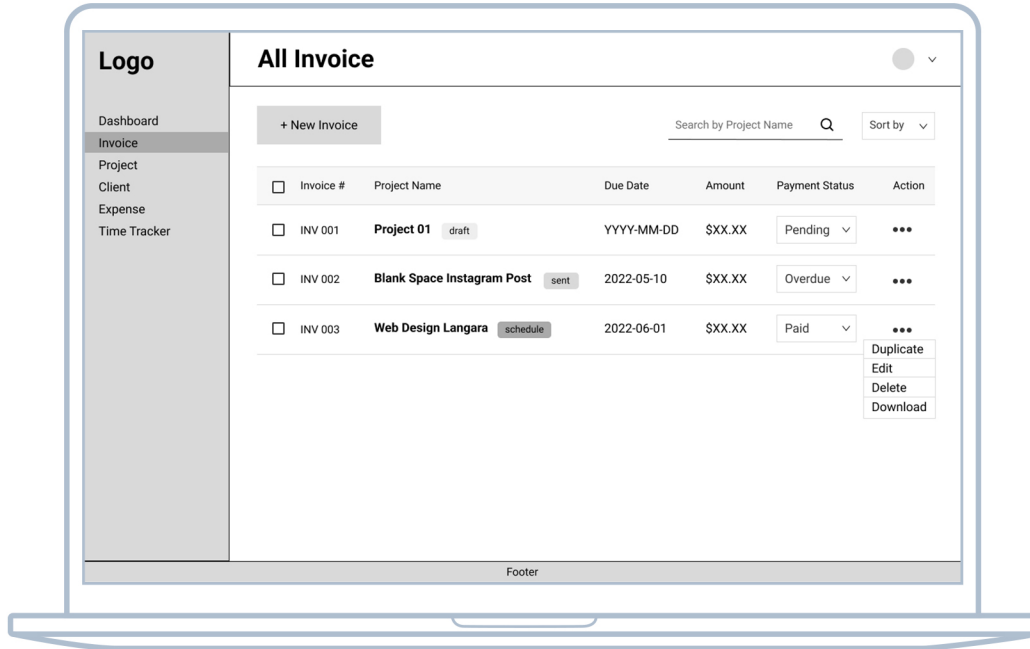 Logo
All Invoice
Dashboard
Invoice
Project
Client
Expense
Time Tracker
+ New Invoice
Search by Project Name
Sort by
Invoice # Project Name Due Date Amount Payment Status Action
INV 001 Project 01 draft YYYY-MM-DD $XX.XX Pending
INV 002 Blank Space Instagram Post sent 2022-05-10 $XX.XX Overdue
INV 003 Web Design Langara schedule 2022-06-01 $XX.XX Paid
Duplicate
Edit
Delete
Download
Footer